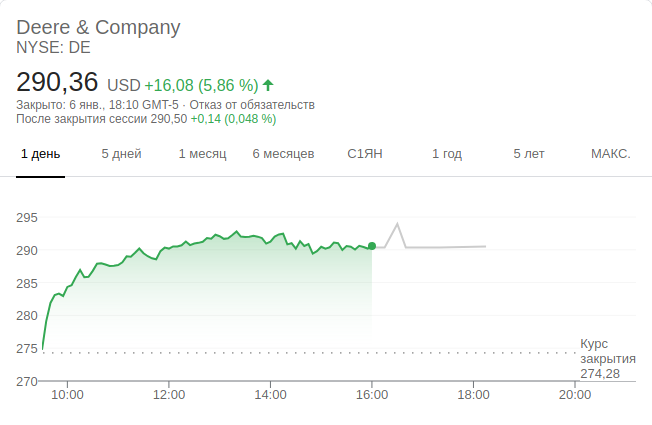 Deere & Company
NYSE: DE
290,36 USD +16,08 (5,86 %)
Закрыто: 6 янв., 18:10 GMT-5 · Отказ от обязательств
После закрытия сессии 290,50 +0,14 (0,048 %)
1 день 5 дней 1 месяц 6 месяцев С1ЯН 1 год 5 лет МАКС.
295
290
285
280
275
270
Курс
закрытия
274,28
10:00 12:00 14:00 16:00 18:00 20:00